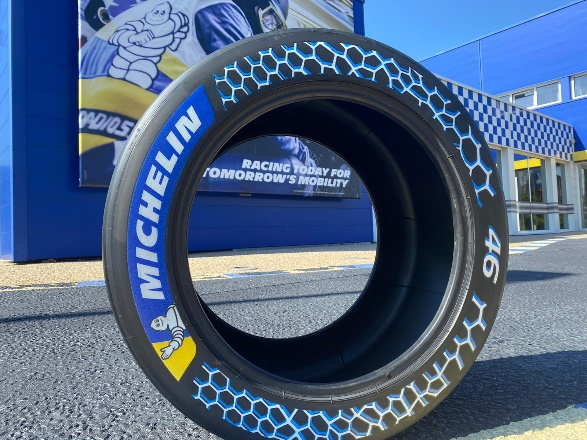 MICHELIN
RACING TODAY FOR
TOMORROW'S MOBILITY
46